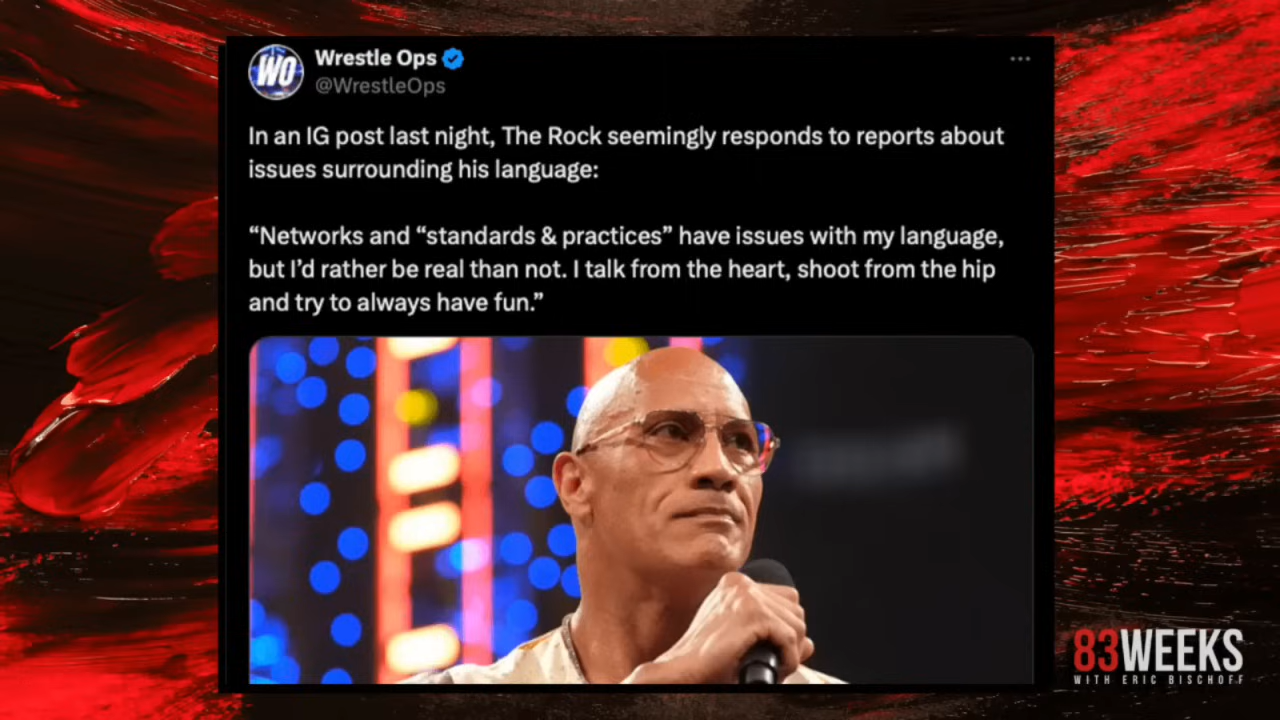 WO
Wrestle Ops
@WrestleOps
In an IG post last night, The Rock seemingly responds to reports about
issues surrounding his language:
“Networks and “standards & practices” have issues with my language,
but I’d rather be real than not. I talk from the heart, shoot from the hip
and try to always have fun.”
83WEEKS
WITH ERIC BISCHOFF